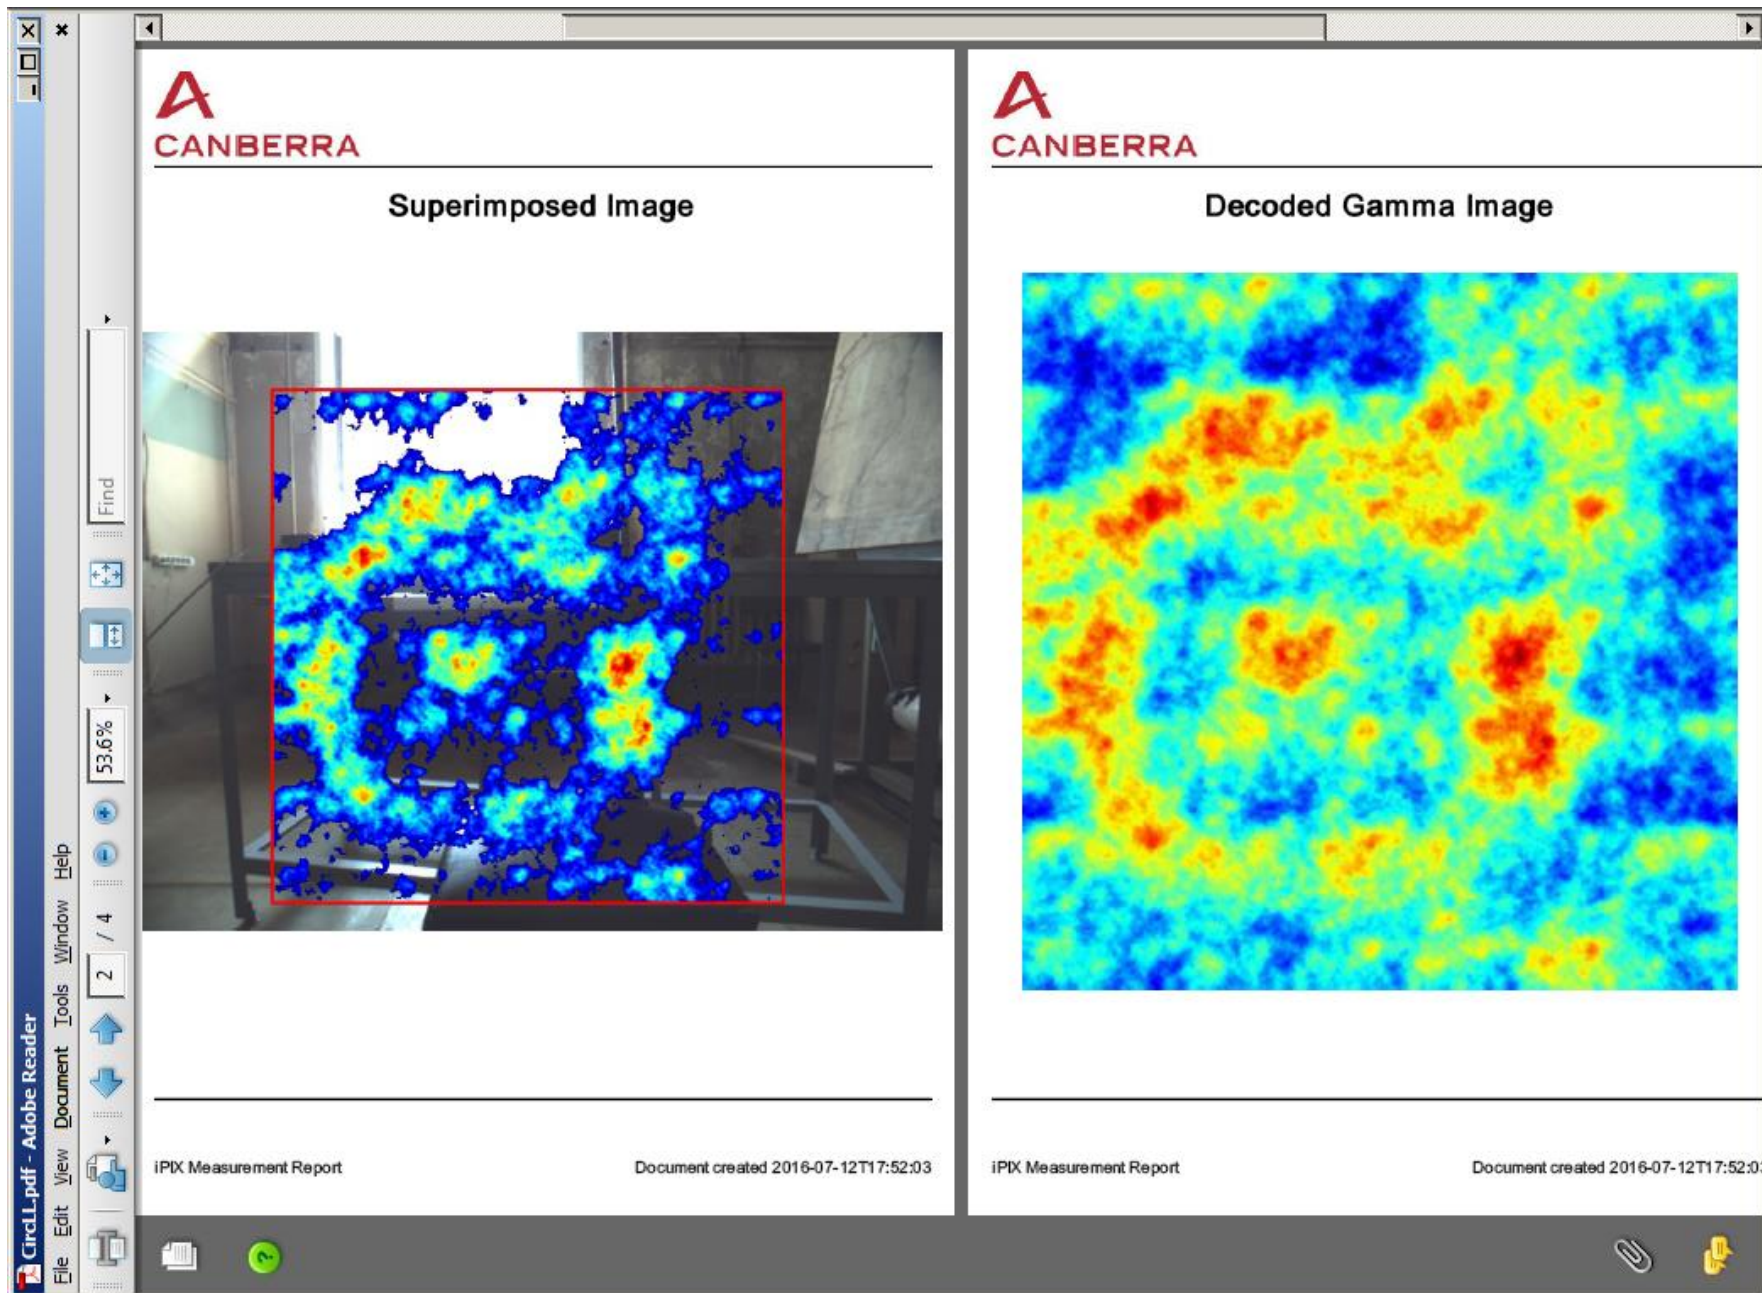 CircLL.pdf - Adobe Reader
File Edit View Document Tools Window Help
2 / 4 53.6% Find
CANBERRA
Superimposed Image
iPIX Measurement Report Document created 2016-07-12T17:52:03
CANBERRA
Decoded Gamma Image
iPIX Measurement Report Document created 2016-07-12T17:52:03